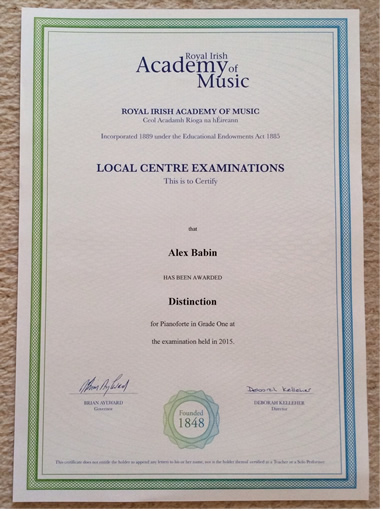 Royal Irish
Academy of
Music
ROYAL IRISH ACADEMY OF MUSIC
Ceol Acadamh Ríoga na hÉireann
Incorporated 1889 under the Educational Endowments Act 1885
LOCAL CENTRE EXAMINATIONS
This is to Certify
that
Alex Babin
HAS BEEN AWARDED
Distinction
for Pianoforte in Grade One at
the examination held in 2015.
Deborah Kelleher
BRIAN AYLWARD
DEBORAH KELLEHER
Director
Founded
1848
This certificate does not entitle the holder to append any letters to his or her name; nor is the holder thereof certified as a Teacher or a Solo Performer.